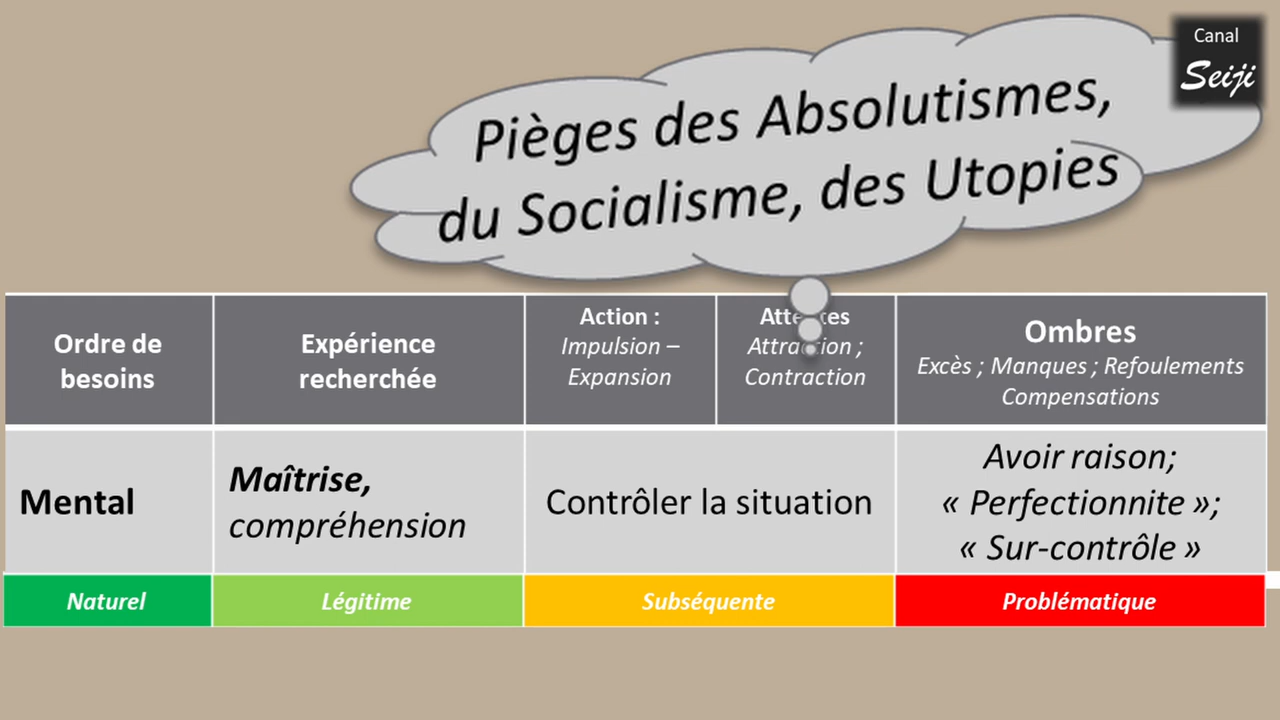 Canal
Seiji
Pièges des Absolutismes,
du Socialisme, des Utopies
Ordre de
besoins
Expérience
recherchée
Action :
Impulsion –
Expansion
Attraction ;
Contraction
Ombres
Excès ; Manques ; Refoulements
Compensations
Mental
Maîtrise,
compréhension
Contrôler la situation
Avoir raison;
« Perfectionnite »;
« Sur-contrôle »
Naturel
Légitime
Subséquente
Problématique